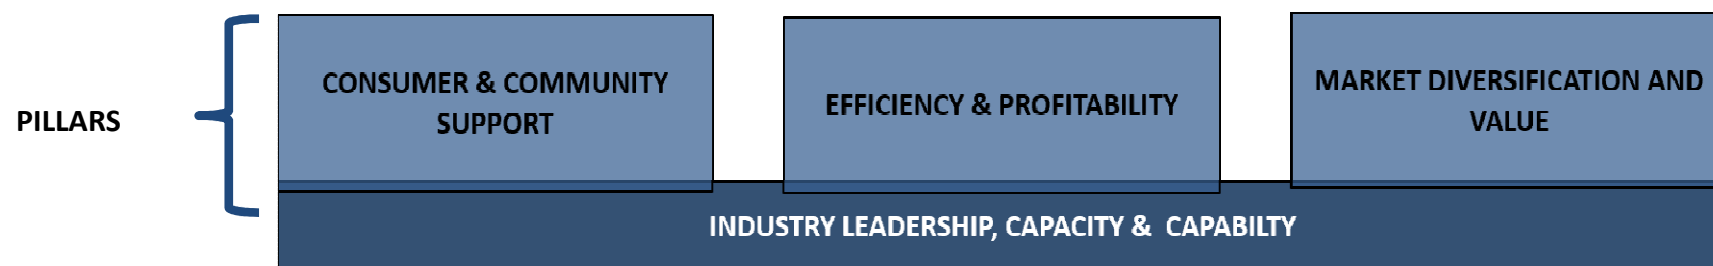 PILLARS
CONSUMER & COMMUNITY
SUPPORT
EFFICIENCY & PROFITABILITY
MARKET DIVERSIFICATION AND
VALUE
INDUSTRY LEADERSHIP, CAPACITY & CAPABILTY